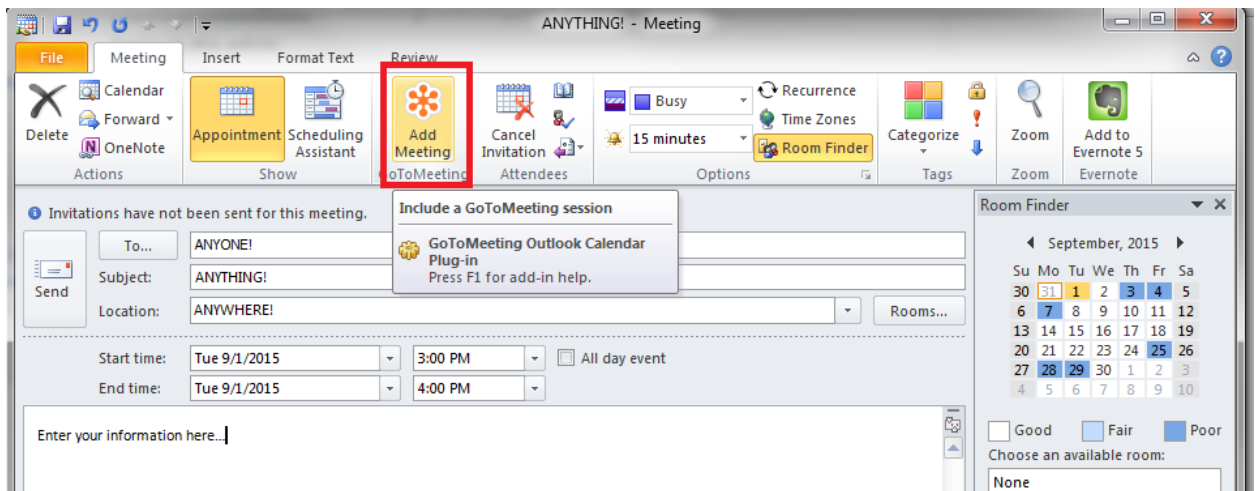 ANYTHING! - Meeting
File Meeting Insert Format Text Review
Delete
Calendar
Forward
OneNote
Actions
Appointment
Scheduling
Assistant
Show
Add
Meeting
GoToMeeting
Cancel
Invitation
Attendees
Busy
15 minutes
Recurrence
Time Zones
Room Finder
Options
Categorize
Tags
Zoom
Zoom
Add to
Evernote 5
Evernote
Invitations have not been sent for this meeting.
Include a GoToMeeting session
GoToMeeting Outlook Calendar
Plug-in
Press F1 for add-in help.
Send
To... ANYONE!
Subject: ANYTHING!
Location: ANYWHERE! Rooms...
Start time: Tue 9/1/2015 3:00 PM All day event
End time: Tue 9/1/2015 4:00 PM
Enter your information here...
Room Finder
September, 2015
Su Mo Tu We Th Fr Sa
30 31 1 2 3 4 5
6 7 8 9 10 11 12
13 14 15 16 17 18 19
20 21 22 23 24 25 26
27 28 29 30 1 2 3
4 5 6 7 8 9 10
Good Fair Poor
Choose an available room:
None